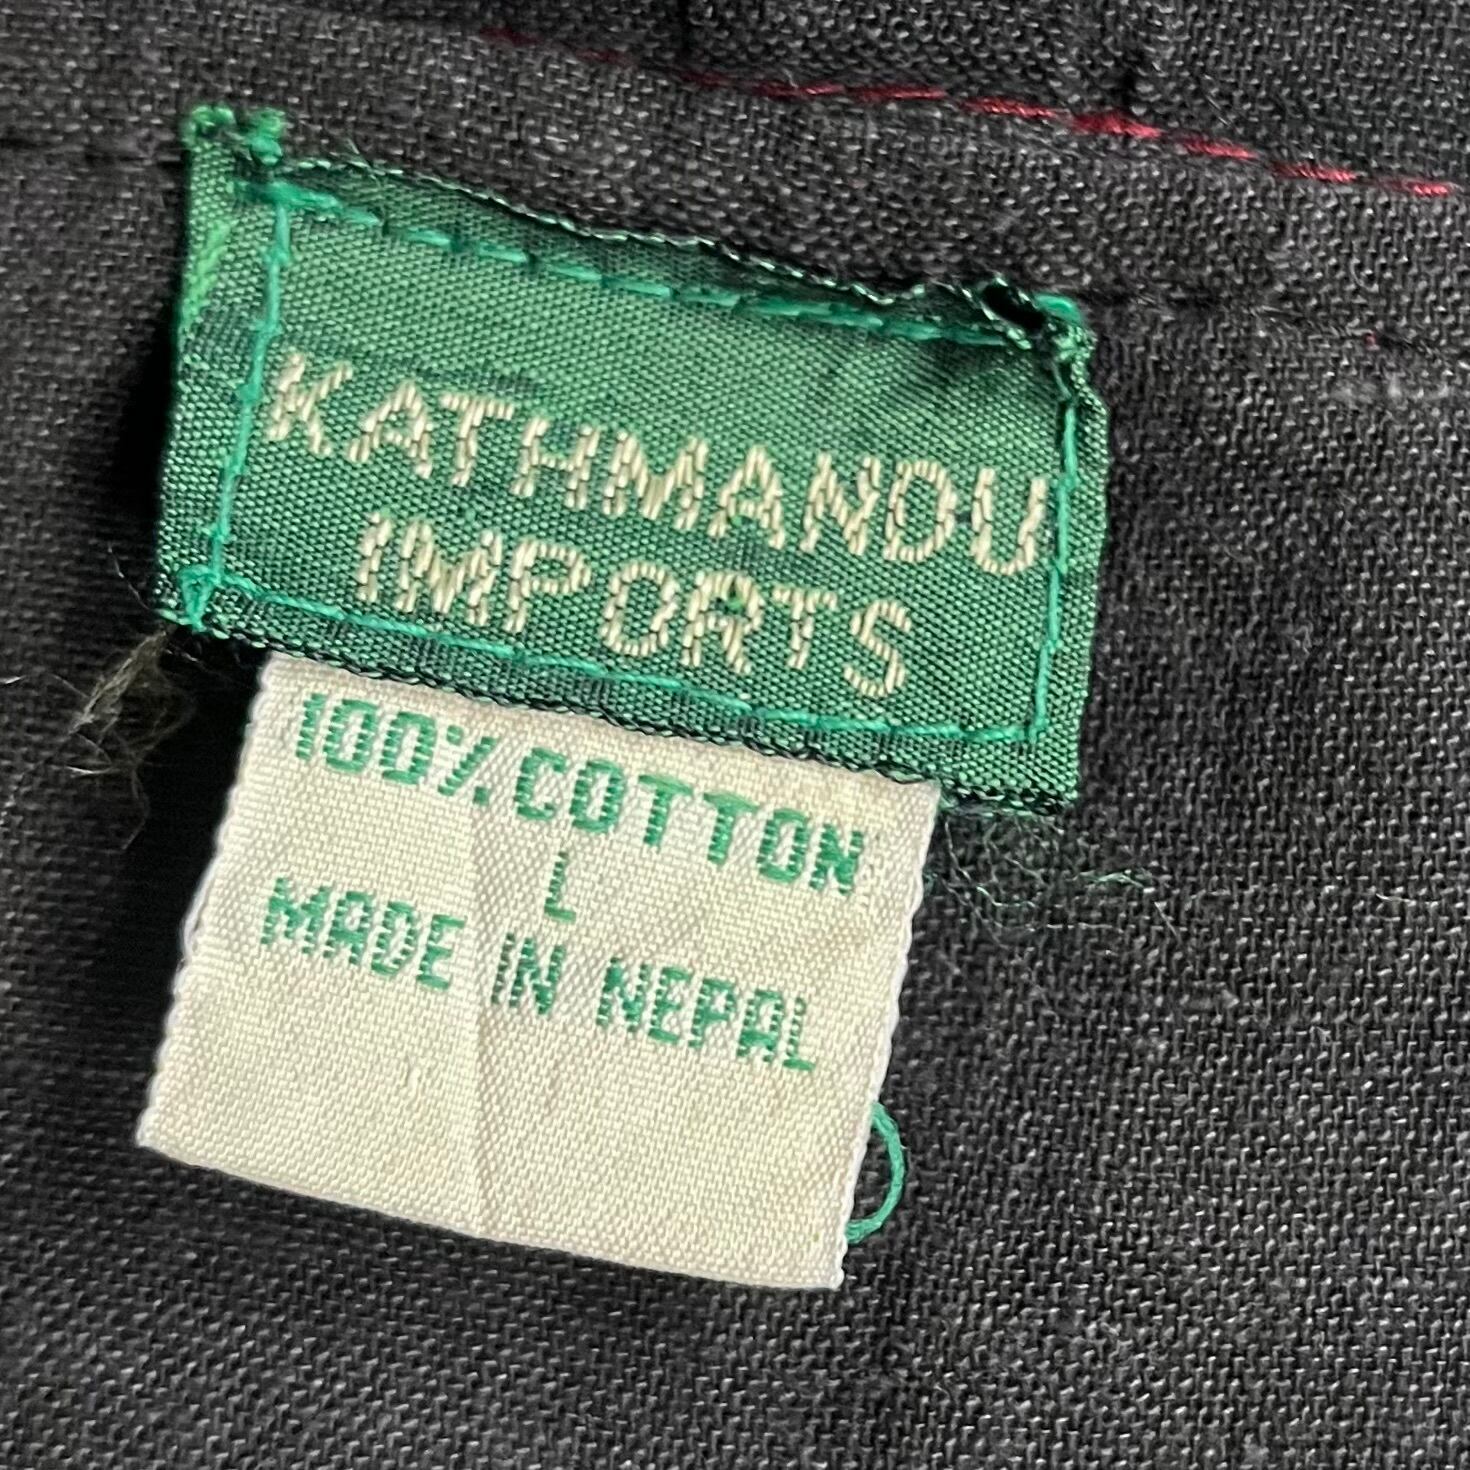 KATHMANDU
IMPORTS
100% COTTON
L
MADE IN NEPAL